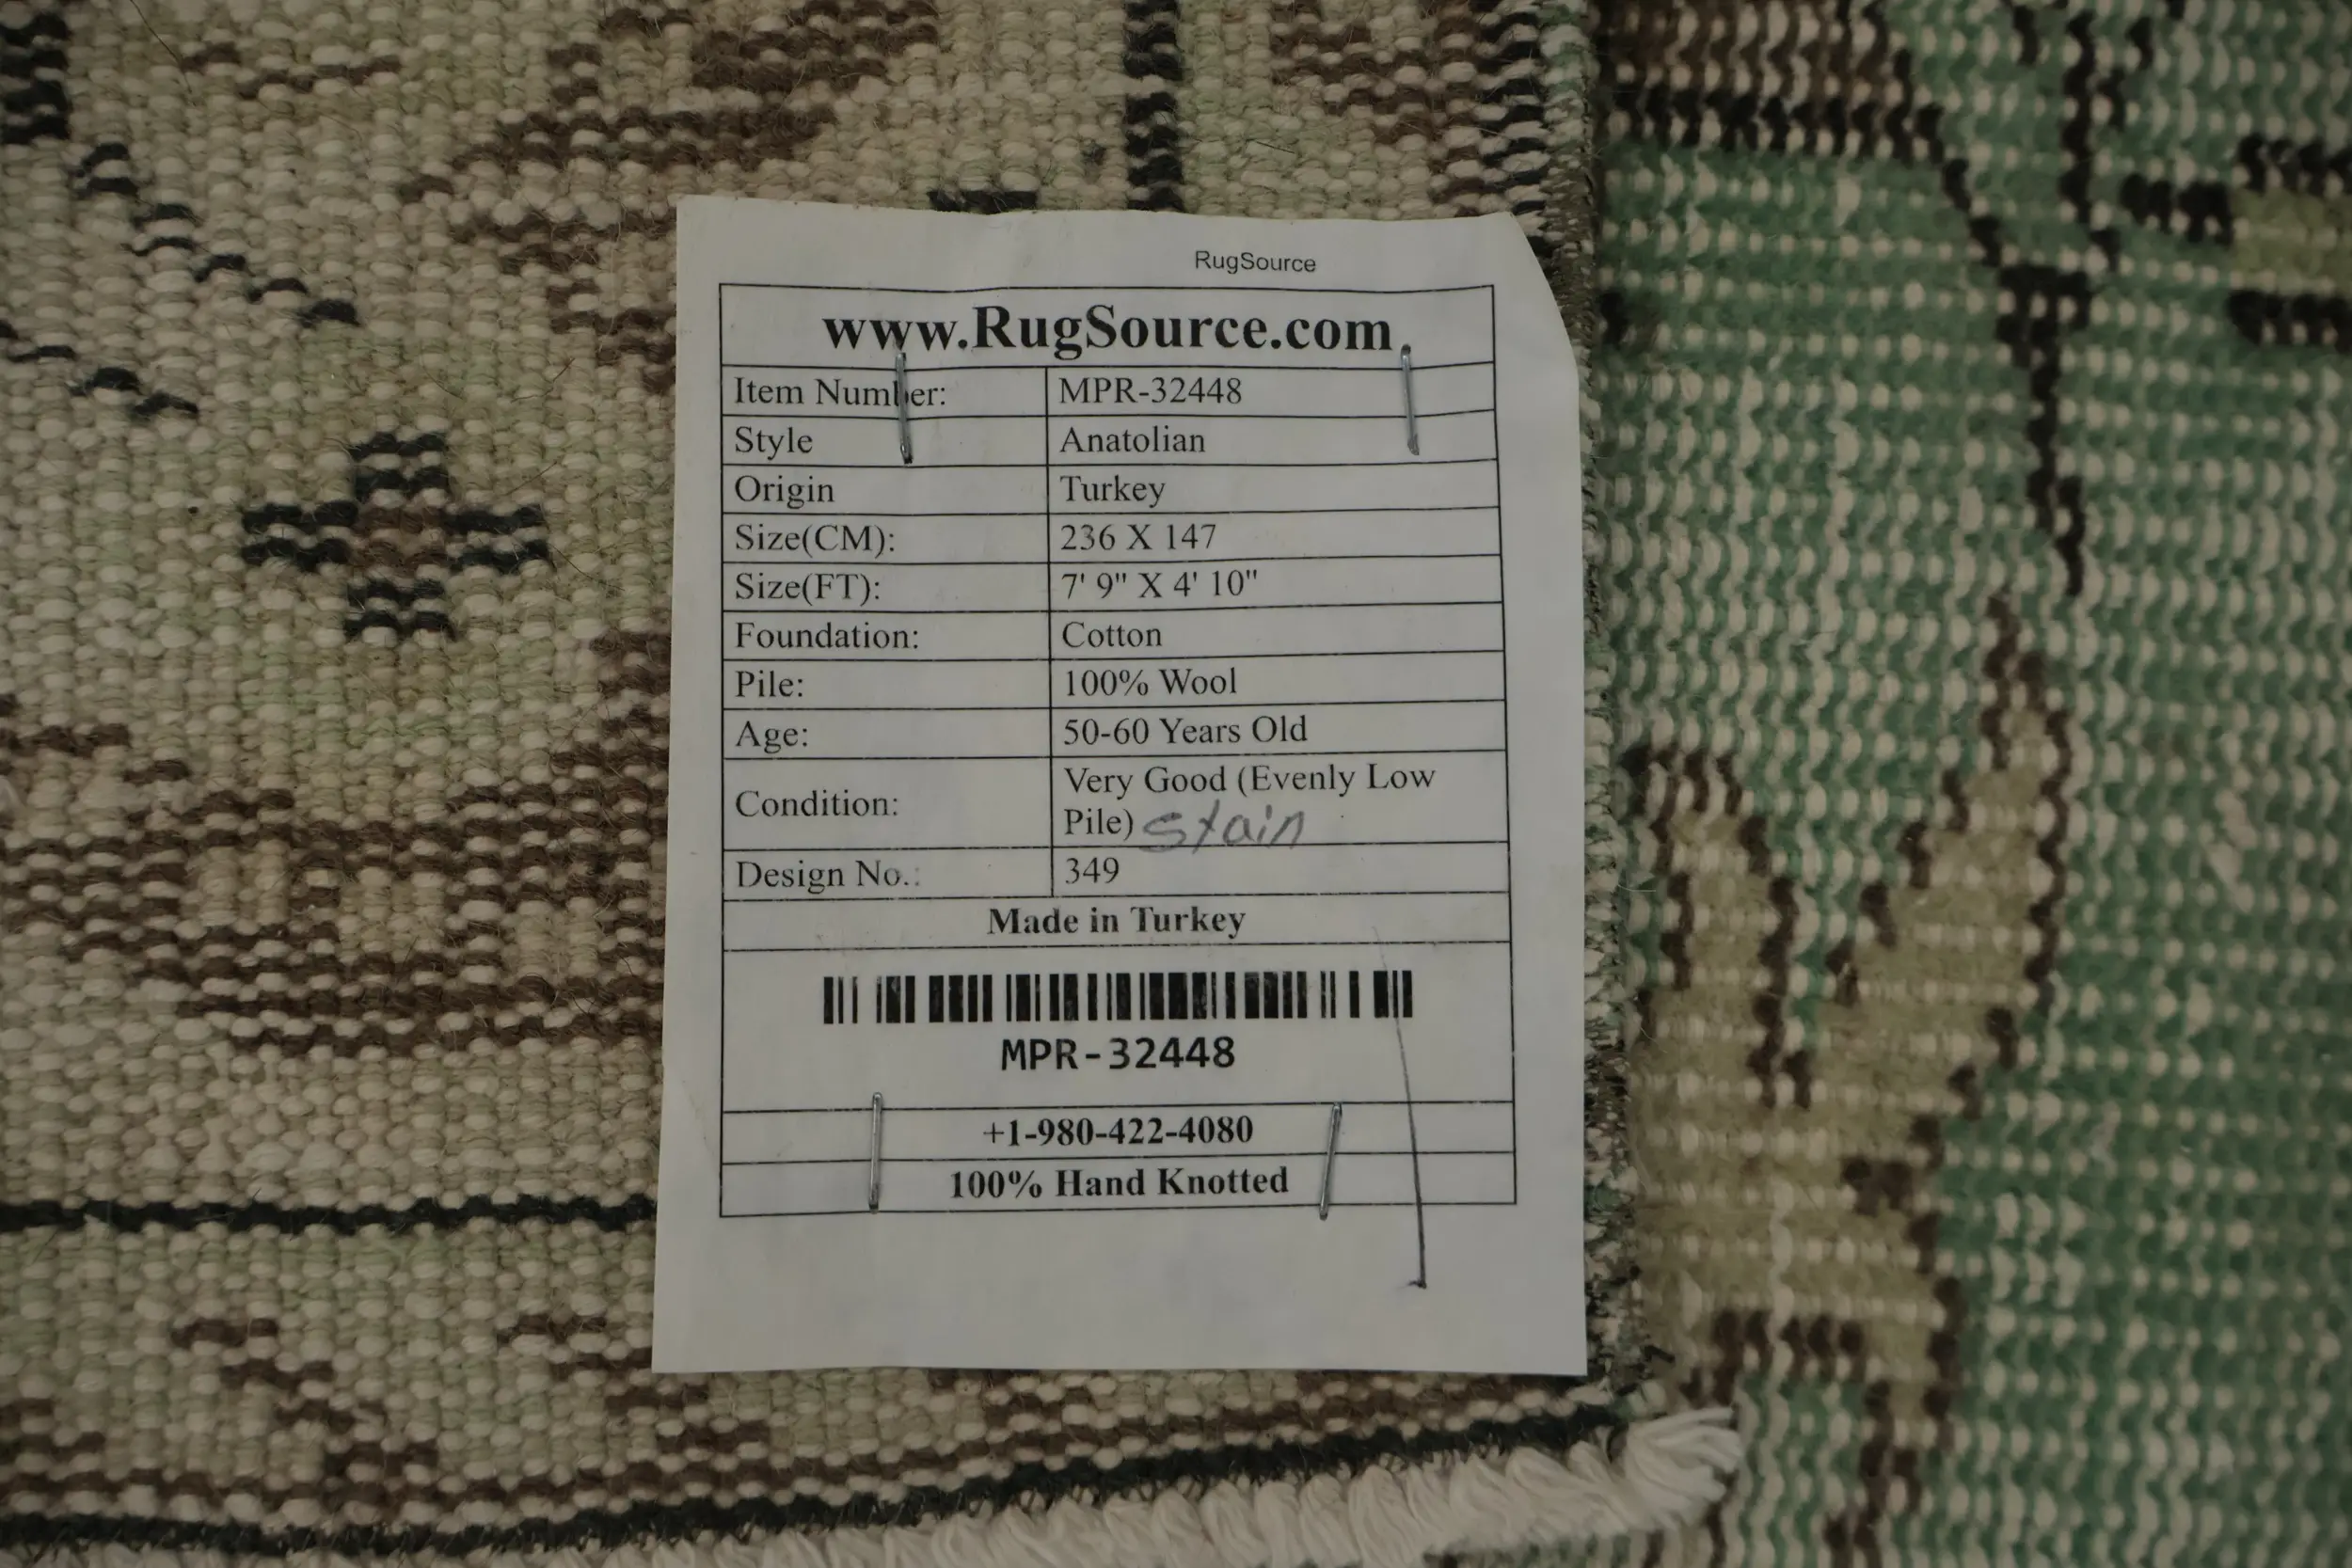 RugSource
www.RugSource.com
Item Number: MPR-32448
Style Anatolian
Origin Turkey
Size(CM): 236 X 147
Size(FT): 7' 9" X 4' 10"
Foundation: Cotton
Pile: 100% Wool
Age: 50-60 Years Old
Condition: Very Good (Evenly Low
Pile) stain
Design No.: 349
Made in Turkey
MPR-32448
+1-980-422-4080
100% Hand Knotted